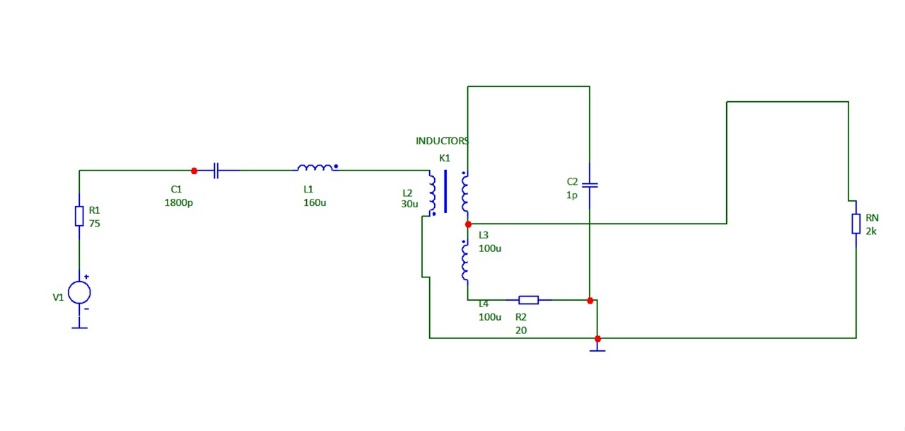 INDUCTORS
K1
C1
1800p
L1
160u
L2
30u
C2
1p
R1
75
RN
2k
L3
100u
V1
+
-
L4
100u
R2
20